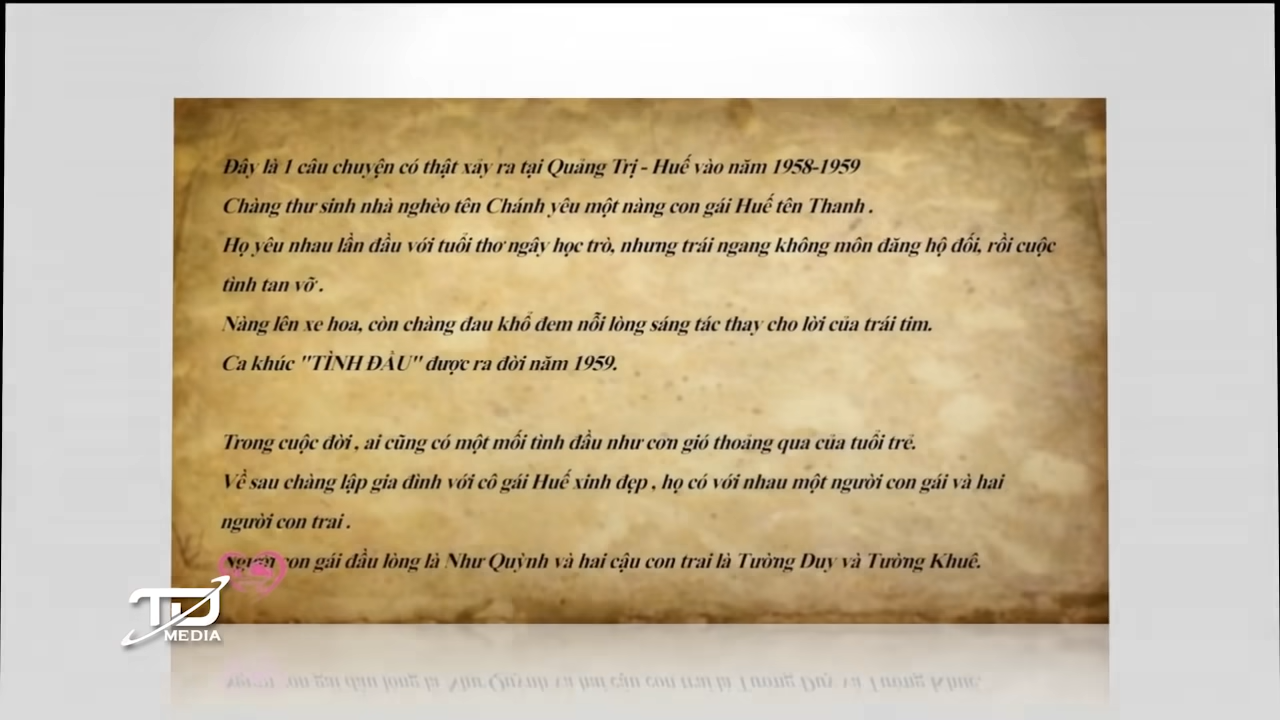 Đây là 1 câu chuyện có thật xảy ra tại Quảng Trị - Huế vào năm 1958-1959
Chàng thư sinh nhà nghèo tên Chánh yêu một nàng con gái Huế tên Thanh .
Họ yêu nhau lần đầu với tuổi thơ ngây học trò, nhưng trái ngang không môn đăng hộ đối, rồi cuộc
tình tan vỡ .
Nàng lên xe hoa, còn chàng đau khổ đem nỗi lòng sáng tác thay cho lời của trái tim.
Ca khúc "TÌNH ĐẦU" được ra đời năm 1959.
Trong cuộc đời , ai cũng có một mối tình đầu như cơn gió thoảng qua của tuổi trẻ.
Về sau chàng lập gia đình với cô gái Huế xinh đẹp , họ có với nhau một người con gái và hai
người con trai .
Người con gái đầu lòng là Như Quỳnh và hai cậu con trai là Tường Duy và Tường Khuê.
TD
MEDIA